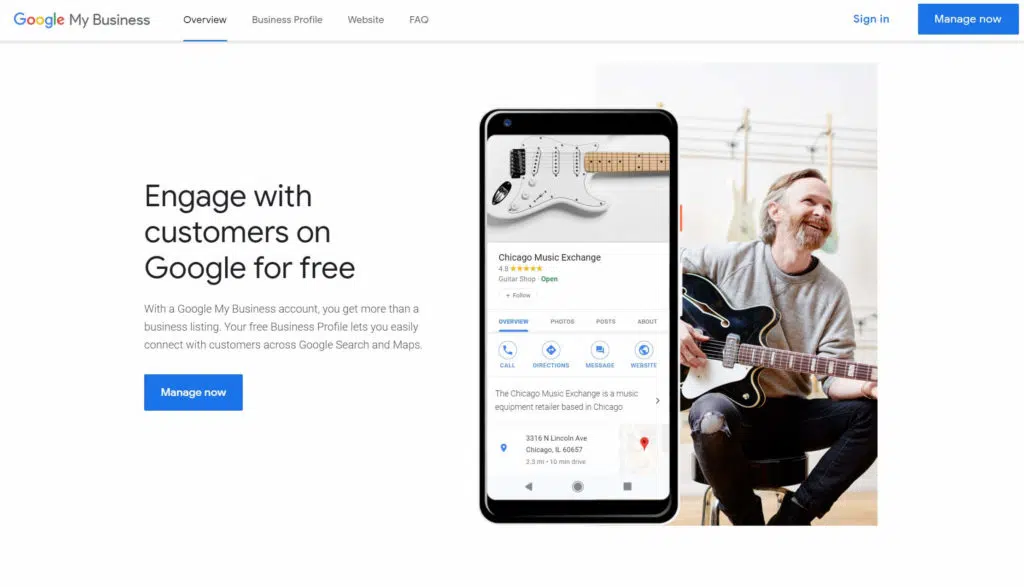 Google My Business
Overview
Business Profile
Website
FAQ
Sign in
Manage now
Engage with
customers on
Google for free
With a Google My Business account, you get more than a
business listing. Your free Business Profile lets you easily
connect with customers across Google Search and Maps.
Manage now
Chicago Music Exchange
4.8 ★★★★★
Guitar Shop · Open
+ Follow
OVERVIEW
PHOTOS
POSTS
ABOUT
CALL
DIRECTIONS
MESSAGE
WEBSITE
The Chicago Music Exchange is a music
equipment retailer based in Chicago
3316 N Lincoln Ave
Chicago, IL 60657
2.3 mi • 10 min drive